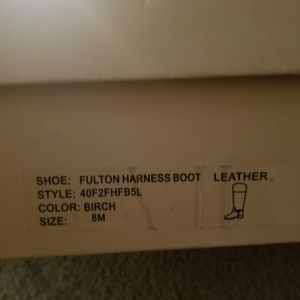 SHOE: FULTON HARNESS BOOT LEATHER
STYLE: 40F2FHFB5L
COLOR: BIRCH
SIZE: 8M